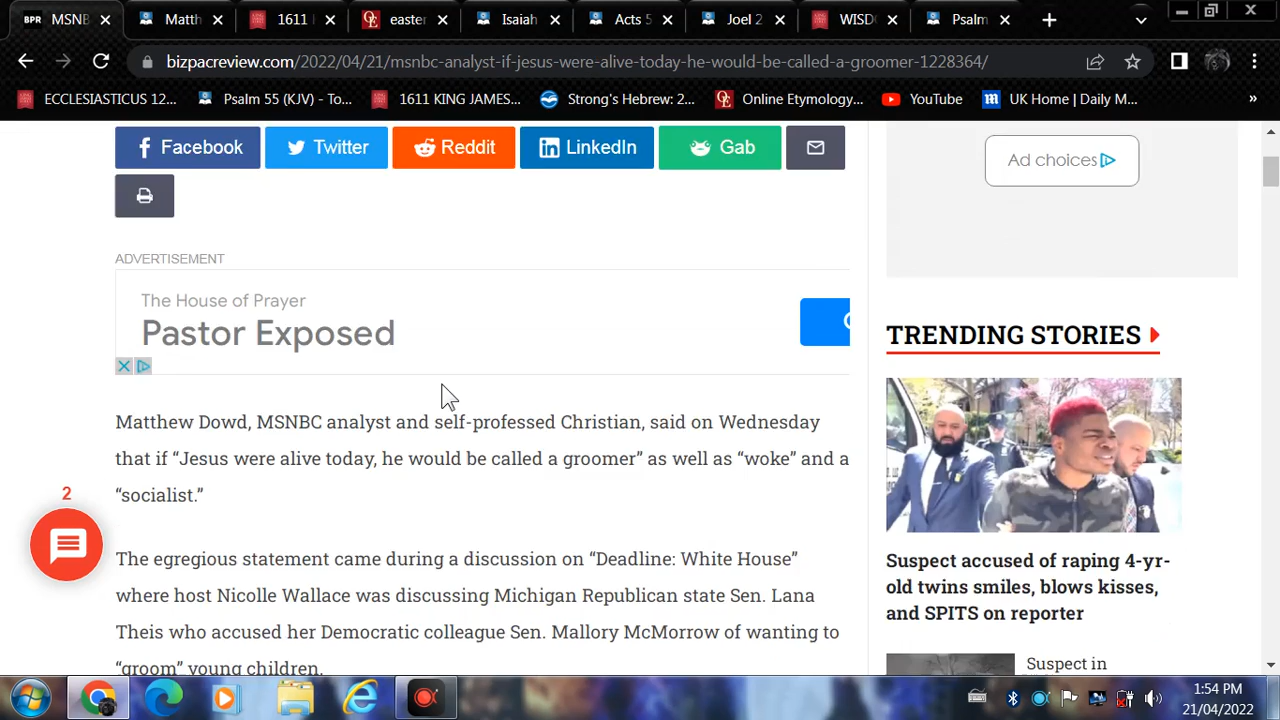 MSNB
Matth
1611
easter
Isaiah
Acts 5
Joel 2
WISD
Psalm
bizpacreview.com/2022/04/21/msnbc-analyst-if-jesus-were-alive-today-he-would-be-called-a-groomer-1228364/
ECCLESIASTICUS 12...
Psalm 55 (KJV) - To...
1611 KING JAMES...
Strong's Hebrew: 2...
Online Etymology...
YouTube
UK Home | Daily M...
Facebook
Twitter
Reddit
LinkedIn
Gab
Ad choices
ADVERTISEMENT
The House of Prayer
Pastor Exposed
Matthew Dowd, MSNBC analyst and self-professed Christian, said on Wednesday
that if “Jesus were alive today, he would be called a groomer” as well as “woke” and a
“socialist.”
2
The egregious statement came during a discussion on “Deadline: White House”
where host Nicolle Wallace was discussing Michigan Republican state Sen. Lana
Theis who accused her Democratic colleague Sen. Mallory McMorrow of wanting to
“groom” young children.
TRENDING STORIES
Suspect accused of raping 4-yr-
old twins smiles, blows kisses,
and SPITS on reporter
Suspect in
1:54 PM
21/04/2022